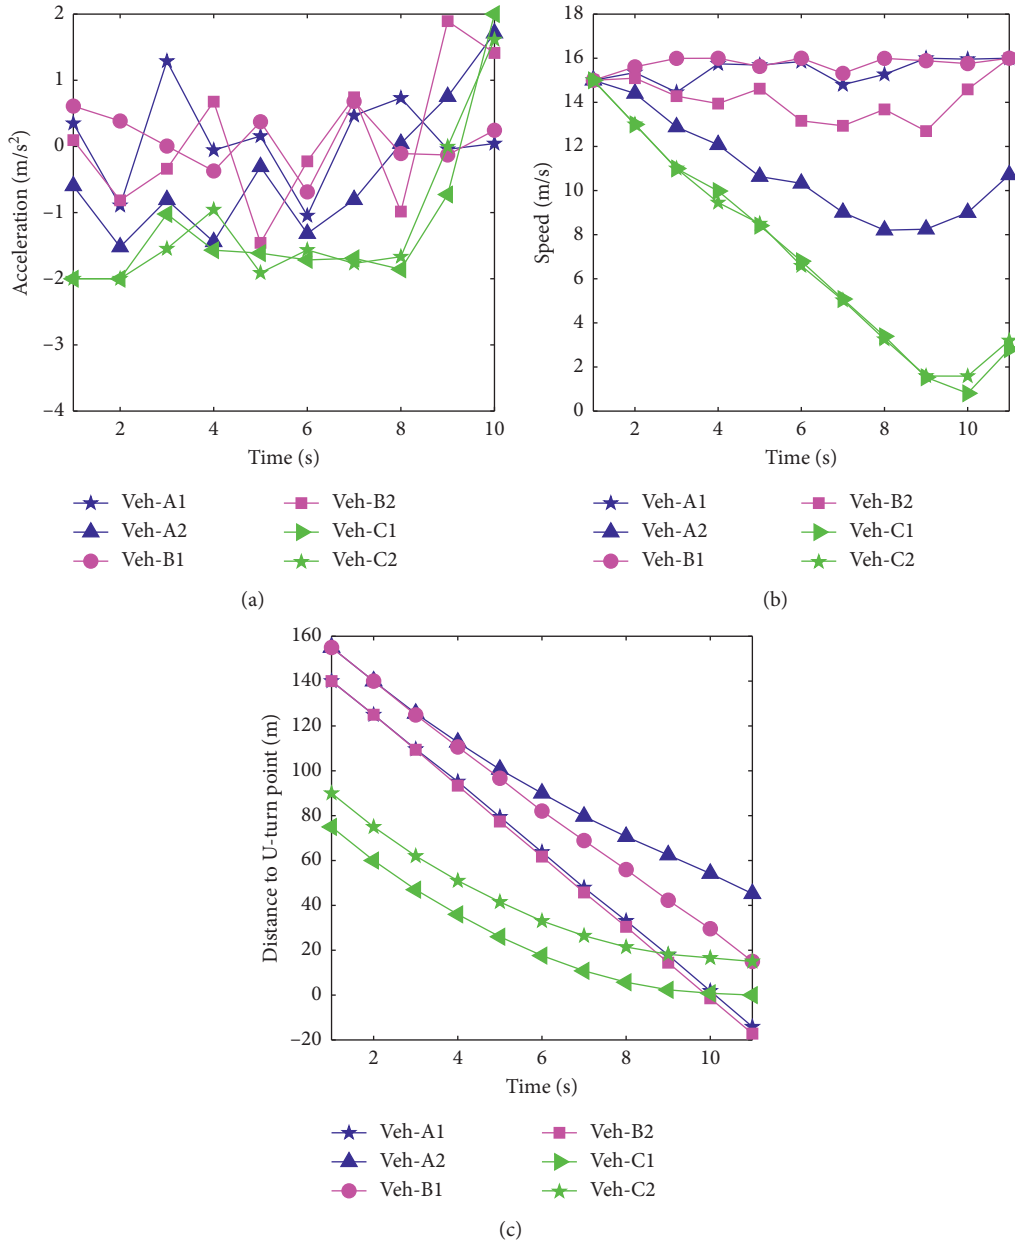 Acceleration (m/s²)
2
1
0
−1
−2
−3
−4
2 4 6 8 10
Time (s)
Veh-A1 Veh-B2
Veh-A2 Veh-C1
Veh-B1 Veh-C2
(a)
Speed (m/s)
18
16
14
12
10
8
6
4
2
0
2 4 6 8 10
Time (s)
Veh-A1 Veh-B2
Veh-A2 Veh-C1
Veh-B1 Veh-C2
(b)
Distance to U-turn point (m)
160
140
120
100
80
60
40
20
0
−20
2 4 6 8 10
Time (s)
Veh-A1 Veh-B2
Veh-A2 Veh-C1
Veh-B1 Veh-C2
(c)